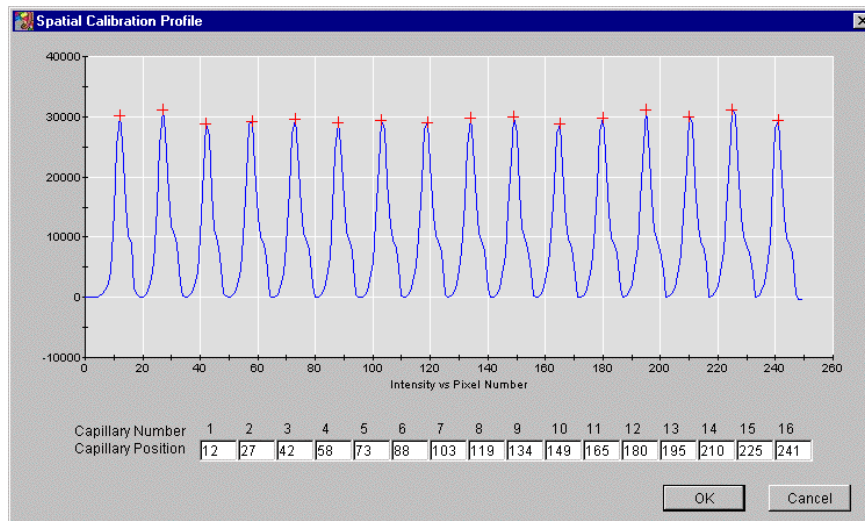 Spatial Calibration Profile
40000
30000
20000
10000
0
-10000
0 20 40 60 80 100 120 140 160 180 200 220 240 260
Intensity vs Pixel Number
Capillary Number 1 2 3 4 5 6 7 8 9 10 11 12 13 14 15 16
Capillary Position 12 27 42 58 73 88 103 119 134 149 165 180 195 210 225 241
OK Cancel